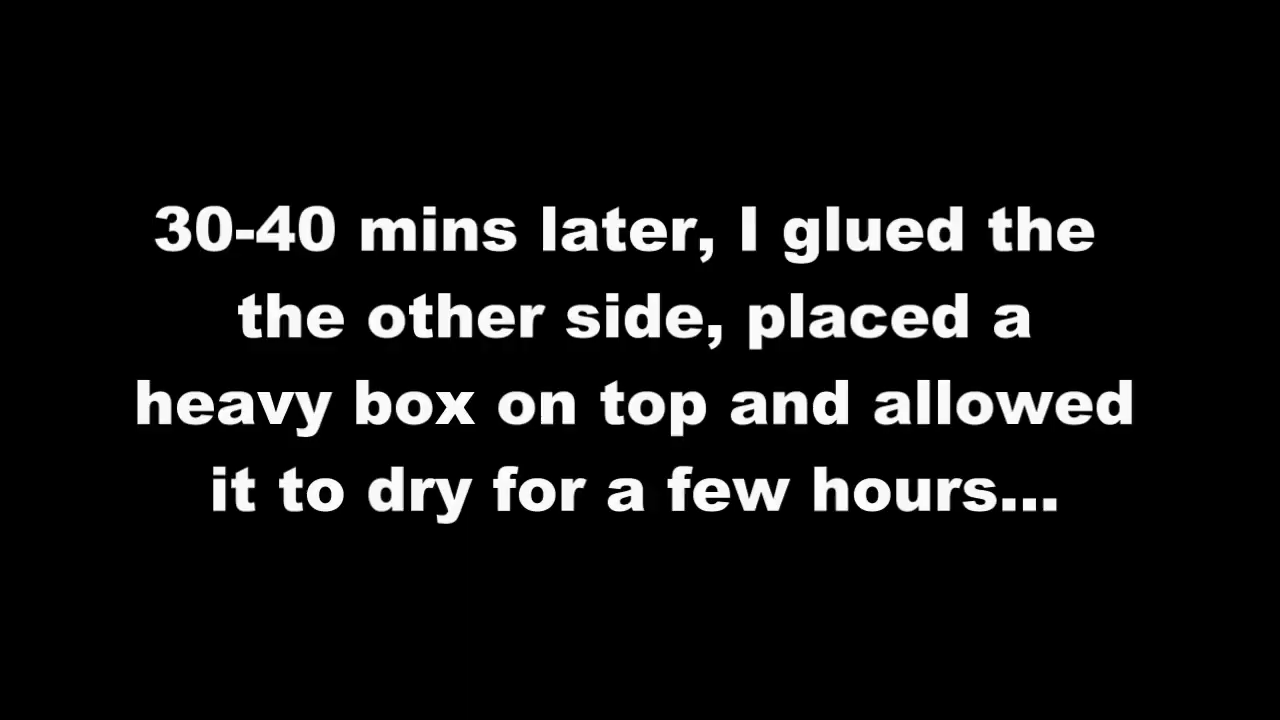 30-40 mins later, I glued the
the other side, placed a
heavy box on top and allowed
it to dry for a few hours...